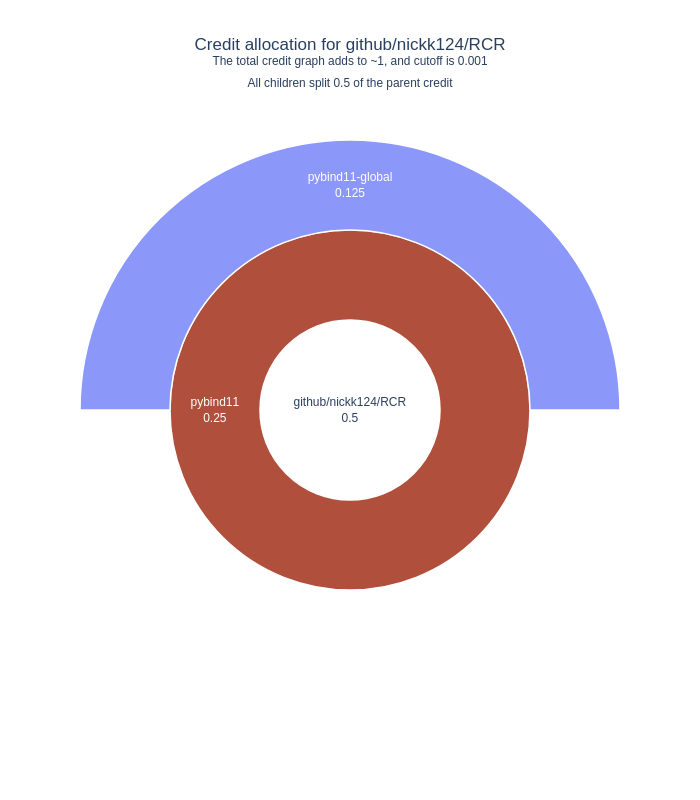 Credit allocation for github/nickk124/RCR
The total credit graph adds to ~1, and cutoff is 0.001
All children split 0.5 of the parent credit
pybind11-global
0.125
pybind11
0.25
github/nickk124/RCR
0.5